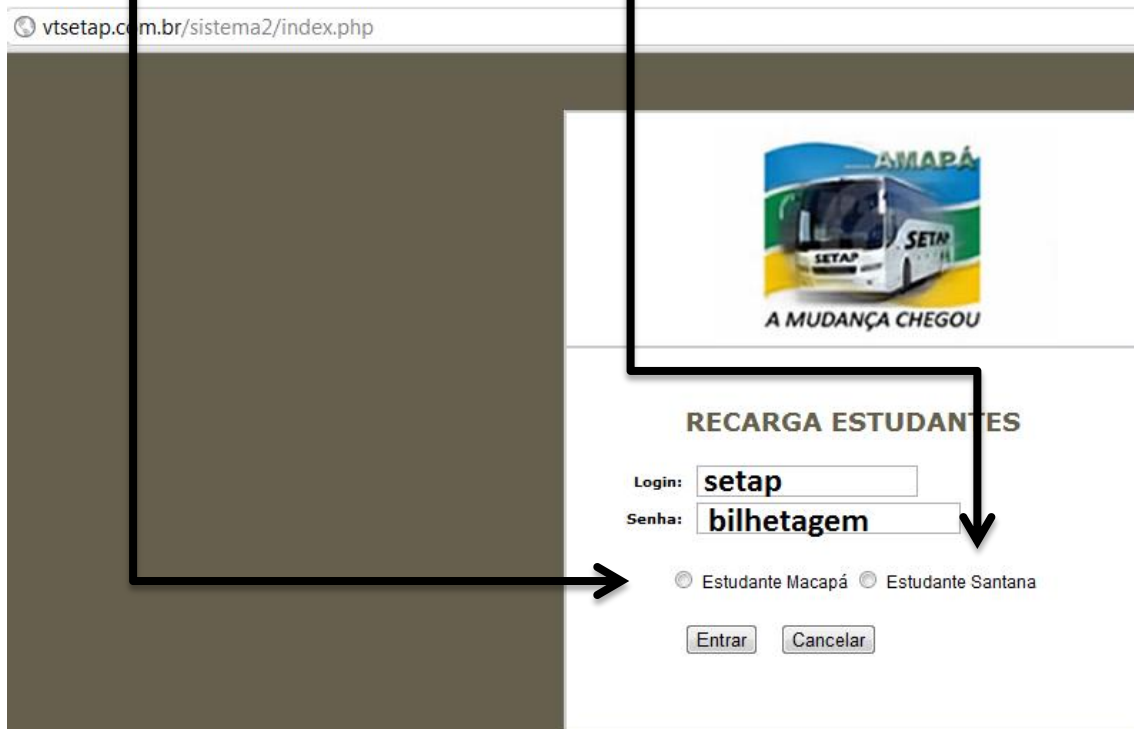 vtsetap.com.br/sistema2/index.php
AMAPÁ
SETAP
SETAP
A MUDANÇA CHEGOU
RECARGA ESTUDANTES
Login: setap
Senha: bilhetagem
Estudante Macapá Estudante Santana
Entrar Cancelar